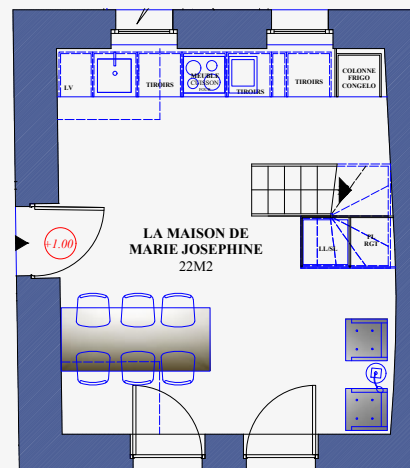 LV
TIROIRS
MEUBLE
CUISSON
TIROIRS
TIROIRS
COLONNE
FRIGO
CONGELO
+1.00
LA MAISON DE
MARIE JOSEPHINE
22M2
LL/SL
RGT